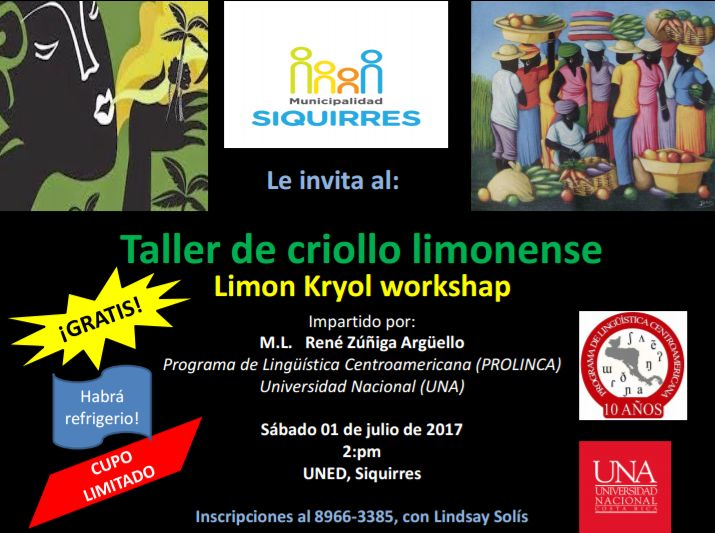 Municipalidad
SIQUIRRES
Le invita al:
Taller de criollo limonense
Limon Kryol workshap
¡GRATIS!
Impartido por:
M.L. René Zúñiga Argüello
Programa de Lingüística Centroamericana (PROLINCA)
Universidad Nacional (UNA)
Habrá
refrigerio!
Sábado 01 de julio de 2017
2:pm
UNED, Siquirres
CUPO
LIMITADO
Inscripciones al 8966-3385, con Lindsay Solís
PROGRAMA DE LINGÜÍSTICA CENTROAMERICANA
10 AÑOS
UNA
UNIVERSIDAD
NACIONAL
COSTA RICA